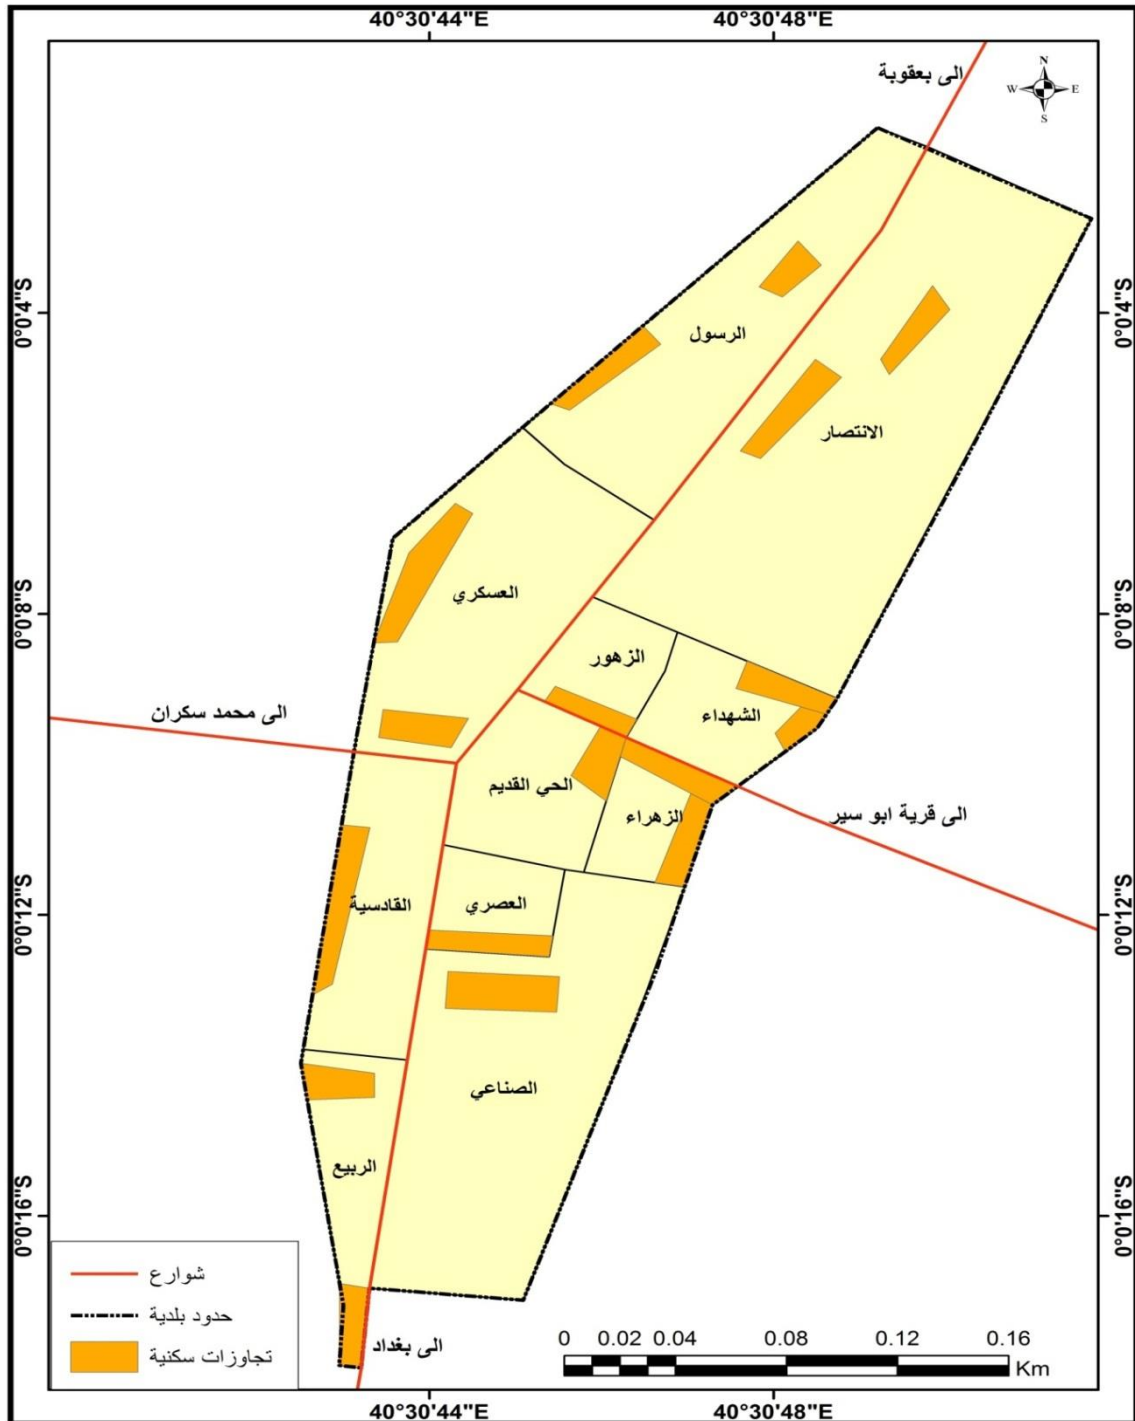 40°30'44"E
40°30'48"E
الى بعقوبة
N
W
E
S
0°0'4"S
0°0'4"S
الرسول
الانتصار
0°0'8"S
0°0'8"S
العسكري
الزهور
الشهداء
الى محمد سكران
الحي القديم
الزهراء
الى قرية ابو سير
القادسية
العصري
0°0'12"S
0°0'12"S
الصناعي
الربيع
0°0'16"S
0°0'16"S
شوارع
حدود بلدية
تجاوزات سكنية
الى بغداد
0 0.02 0.04 0.08 0.12 0.16
Km
40°30'44"E
40°30'48"E